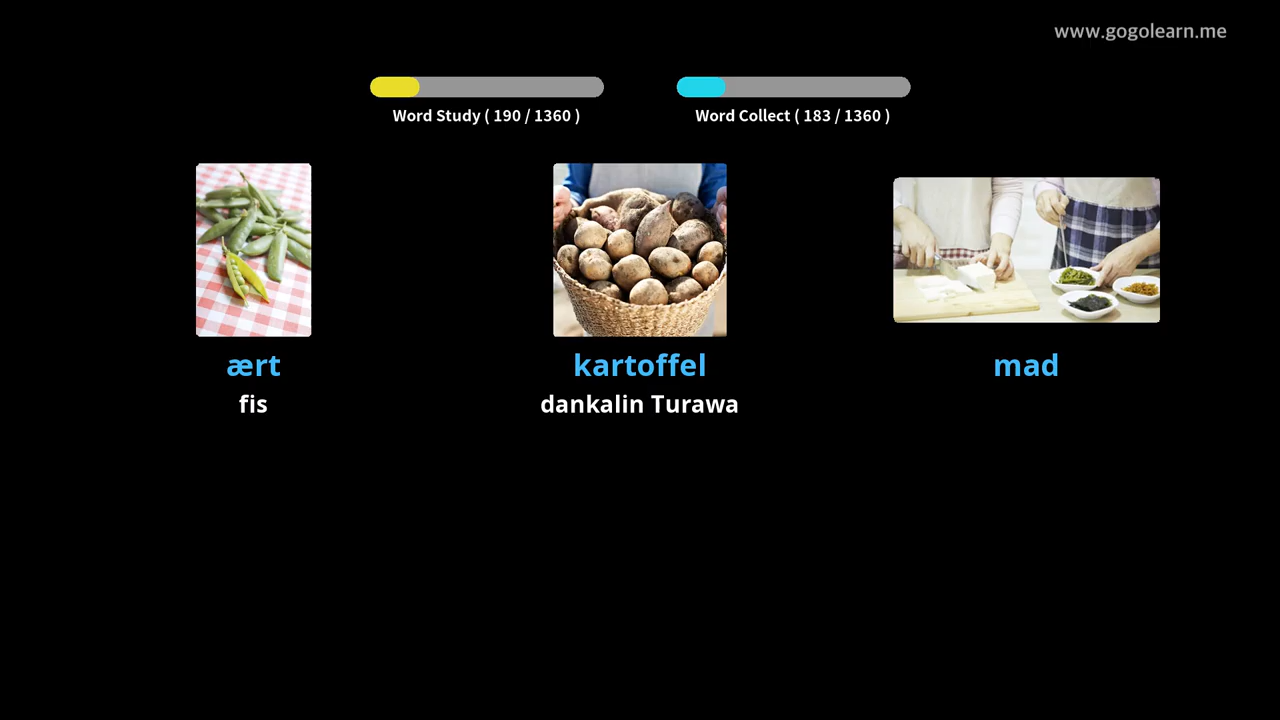 www.gogolearn.me
Word Study ( 190 / 1360 )
Word Collect ( 183 / 1360 )
ært
kartoffel
mad
fis
dankalin Turawa